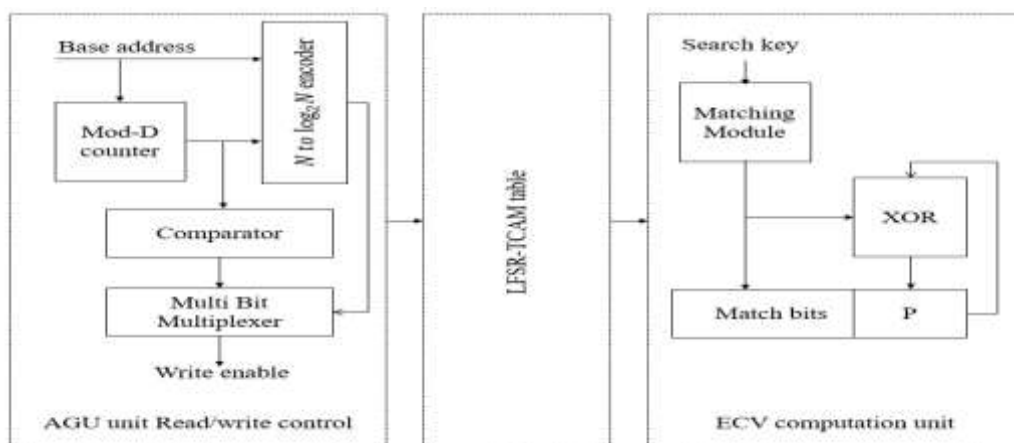 Base address
Mod-D
counter
N to log₂N encoder
Comparator
Multi Bit
Multiplexer
Write enable
AGU unit Read/write control
LFSR-TCAM table
Search key
Matching
Module
XOR
Match bits
P
ECV computation unit